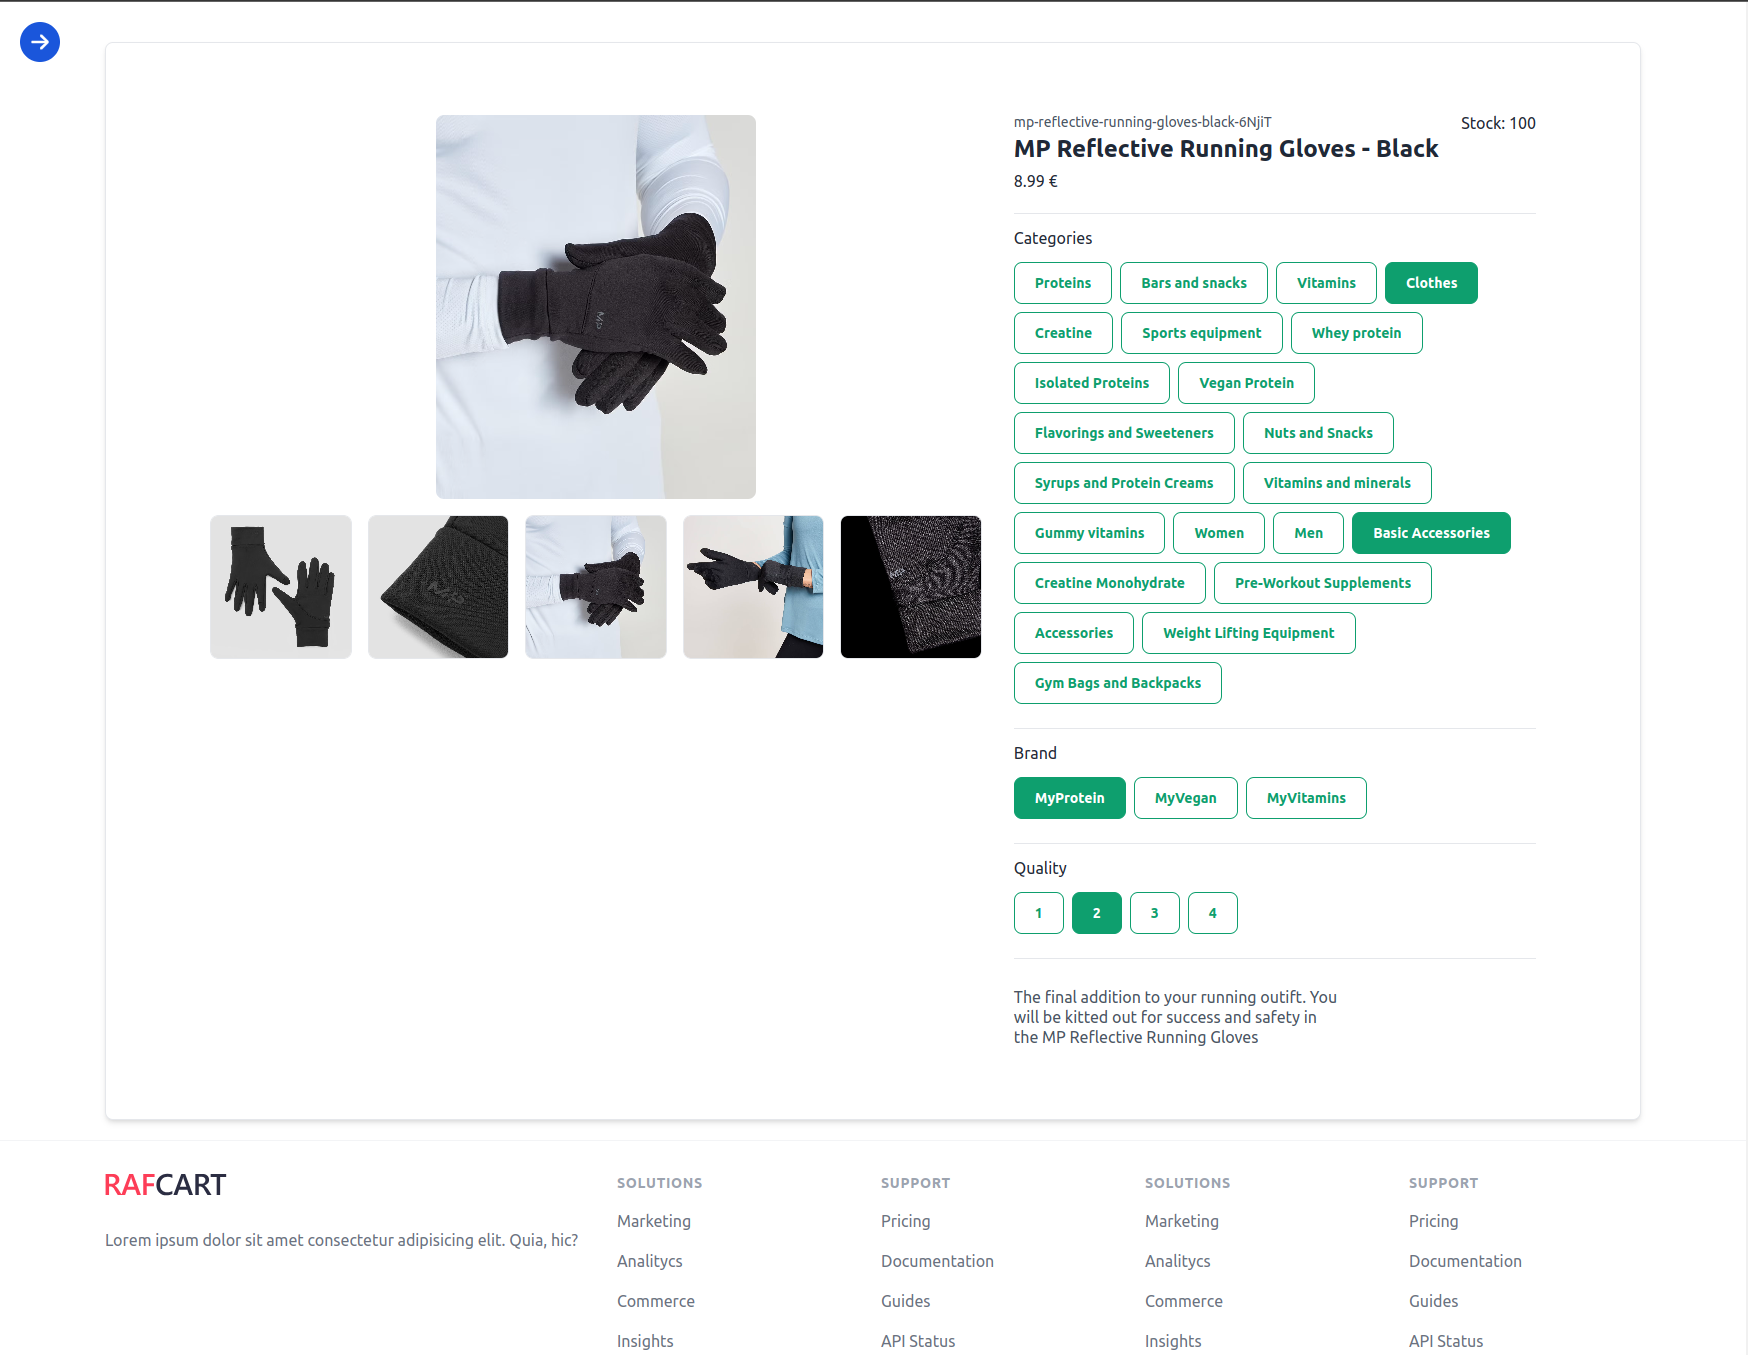 mp-reflective-running-gloves-black-6NjiT
Stock: 100
MP Reflective Running Gloves - Black
8.99 €
Categories
Proteins
Bars and snacks
Vitamins
Clothes
Creatine
Sports equipment
Whey protein
Isolated Proteins
Vegan Protein
Flavorings and Sweeteners
Nuts and Snacks
Syrups and Protein Creams
Vitamins and minerals
Gummy vitamins
Women
Men
Basic Accessories
Creatine Monohydrate
Pre-Workout Supplements
Accessories
Weight Lifting Equipment
Gym Bags and Backpacks
Brand
MyProtein
MyVegan
MyVitamins
Quality
1
2
3
4
The final addition to your running outift. You
will be kitted out for success and safety in
the MP Reflective Running Gloves
MP
MP
RAFCART
Lorem ipsum dolor sit amet consectetur adipisicing elit. Quia, hic?
SOLUTIONS
Marketing
Analitycs
Commerce
Insights
SUPPORT
Pricing
Documentation
Guides
API Status
SOLUTIONS
Marketing
Analitycs
Commerce
Insights
SUPPORT
Pricing
Documentation
Guides
API Status